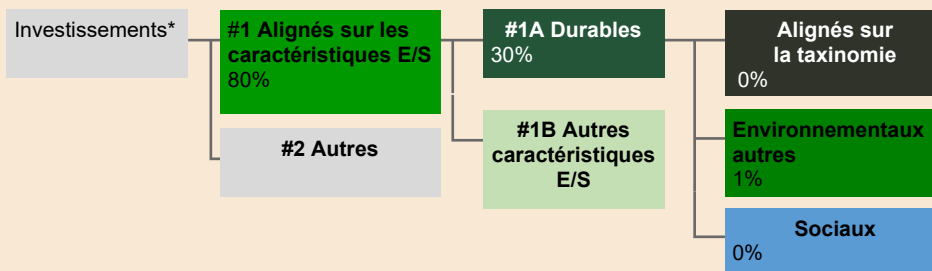 Investissements*
#1 Alignés sur les
caractéristiques E/S
80%
#2 Autres
#1A Durables
30%
#1B Autres
caractéristiques
E/S
Alignés sur
la taxinomie
0%
Environnementaux
autres
1%
Sociaux
0%